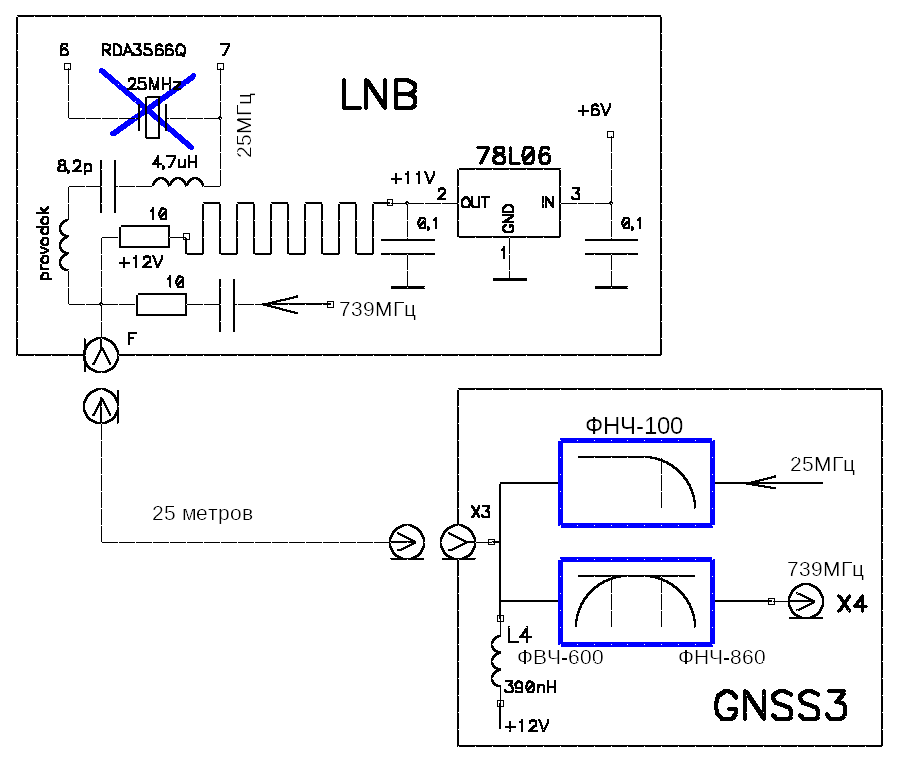 6 RDA3566Q 7
25MHz
LNB
25МГц
+6V
8,2p 4,7uH
78L06
+11V
2 OUT IN 3
GND
1
10
0,1 0,1
provodok
+12V
10
739МГц
F
ФНЧ-100
25МГц
X3
25 метров
739МГц
X4
L4
ФВЧ-600 ФНЧ-860
390nH
GNSS3
+12V